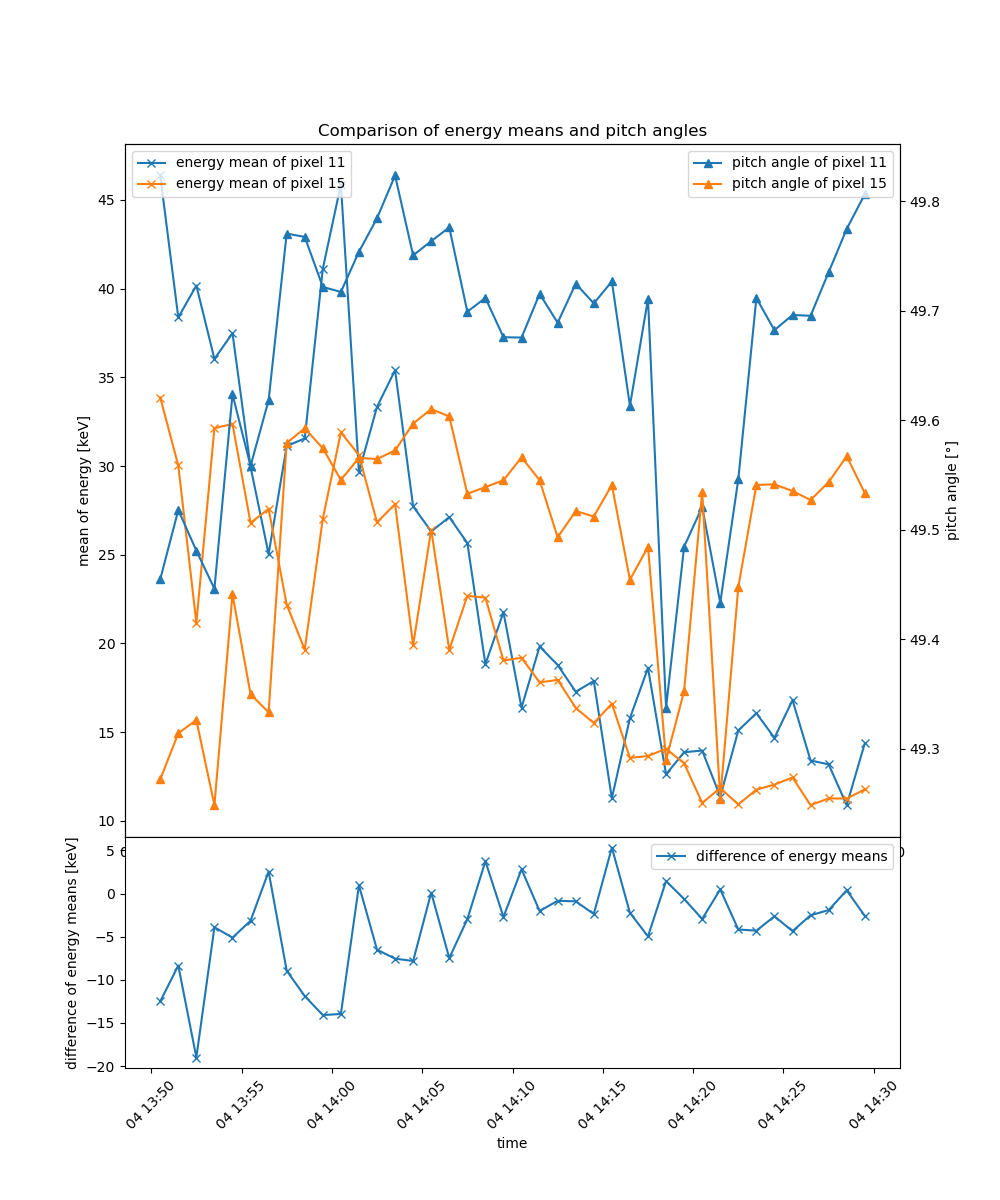 Comparison of energy means and pitch angles
energy mean of pixel 11
energy mean of pixel 15
pitch angle of pixel 11
pitch angle of pixel 15
mean of energy [keV]
45
40
35
30
25
20
15
10
pitch angle [°]
49.8
49.7
49.6
49.5
49.4
49.3
difference of energy means [keV]
5
0
−5
−10
−15
−20
difference of energy means
04 13:50
04 13:55
04 14:00
04 14:05
04 14:10
04 14:15
04 14:20
04 14:25
04 14:30
time